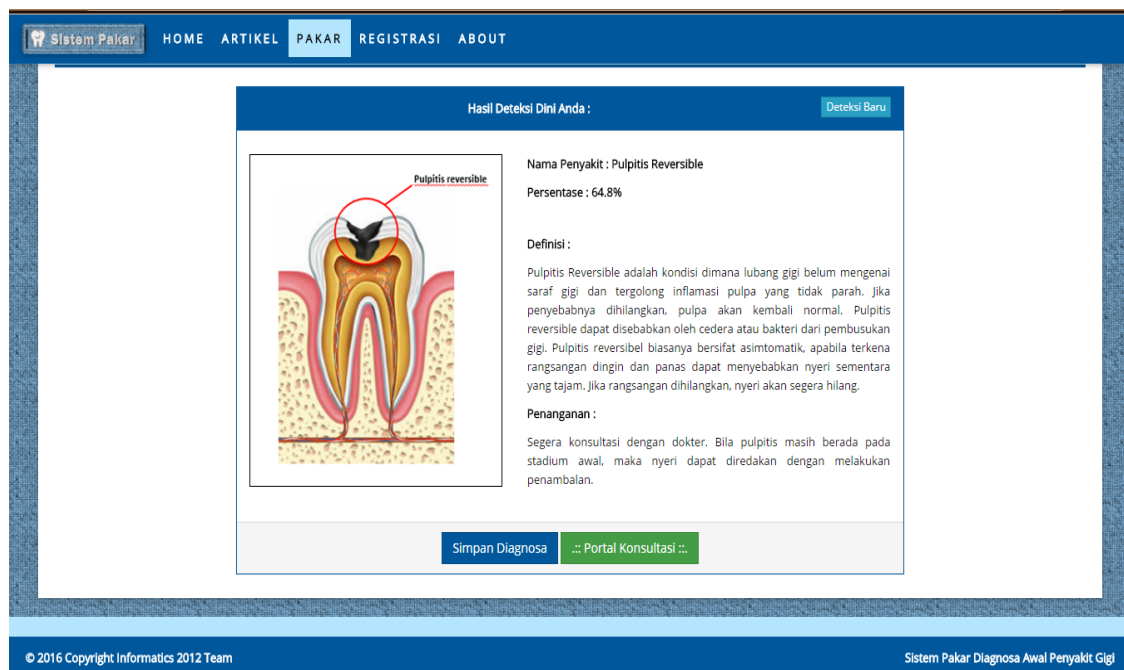 Sistem Pakar HOME ARTIKEL PAKAR REGISTRASI ABOUT
Hasil Deteksi Dini Anda :
Deteksi Baru
Pulpitis reversible
Nama Penyakit : Pulpitis Reversible
Persentase : 64.8%
Definisi :
Pulpitis Reversible adalah kondisi dimana lubang gigi belum mengenai
saraf gigi dan tergolong inflamasi pulpa yang tidak parah. Jika
penyebabnya dihilangkan, pulpa akan kembali normal. Pulpitis
reversible dapat disebabkan oleh cedera atau bakteri dari pembusukan
gigi. Pulpitis reversibel biasanya bersifat asimtomatik, apabila terkena
rangsangan dingin dan panas dapat menyebabkan nyeri sementara
yang tajam. Jika rangsangan dihilangkan, nyeri akan segera hilang.
Penanganan :
Segera konsultasi dengan dokter. Bila pulpitis masih berada pada
stadium awal, maka nyeri dapat diredakan dengan melakukan
penambalan.
Simpan Diagnosa
.:: Portal Konsultasi ::.
© 2016 Copyright Informatics 2012 Team
Sistem Pakar Diagnosa Awal Penyakit Gigi